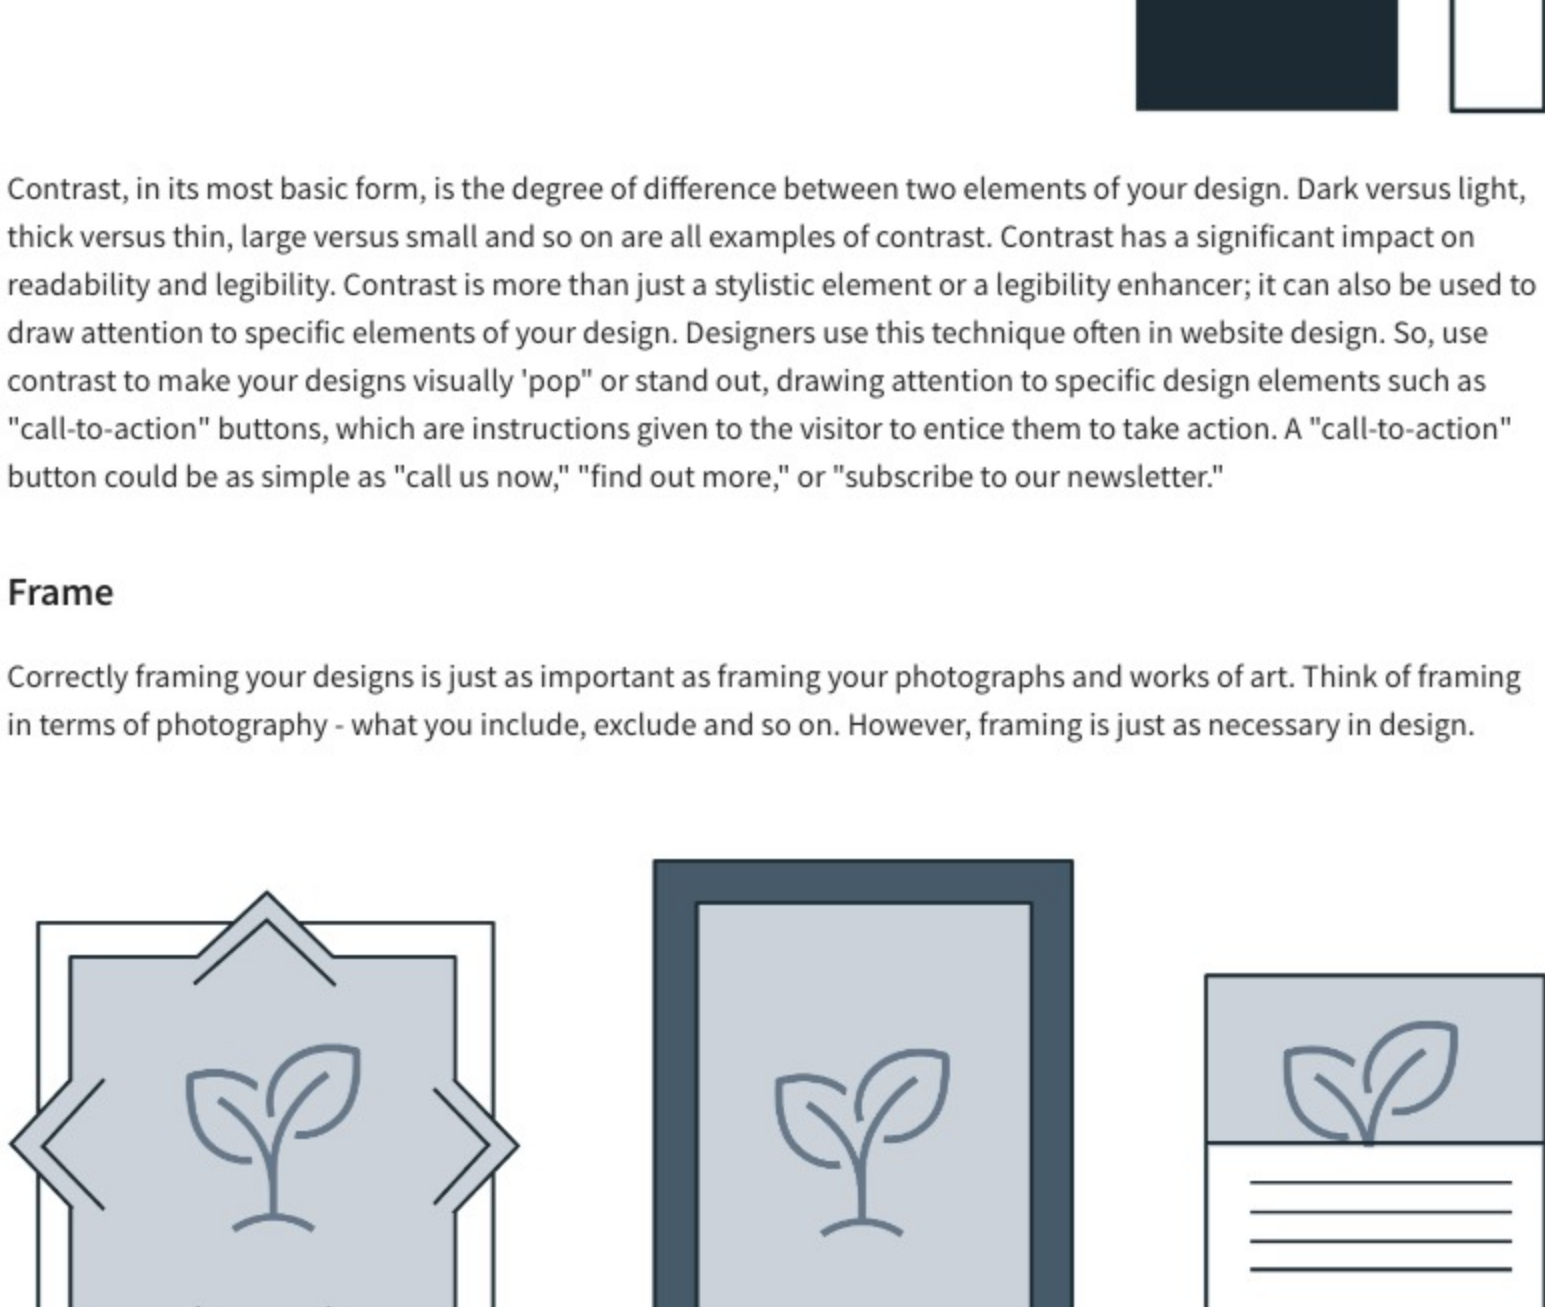 Contrast, in its most basic form, is the degree of difference between two elements of your design. Dark versus light,
thick versus thin, large versus small and so on are all examples of contrast. Contrast has a significant impact on
readability and legibility. Contrast is more than just a stylistic element or a legibility enhancer; it can also be used to
draw attention to specific elements of your design. Designers use this technique often in website design. So, use
contrast to make your designs visually 'pop" or stand out, drawing attention to specific design elements such as
"call-to-action" buttons, which are instructions given to the visitor to entice them to take action. A "call-to-action"
button could be as simple as "call us now," "find out more," or "subscribe to our newsletter."
Frame
Correctly framing your designs is just as important as framing your photographs and works of art. Think of framing
in terms of photography - what you include, exclude and so on. However, framing is just as necessary in design.